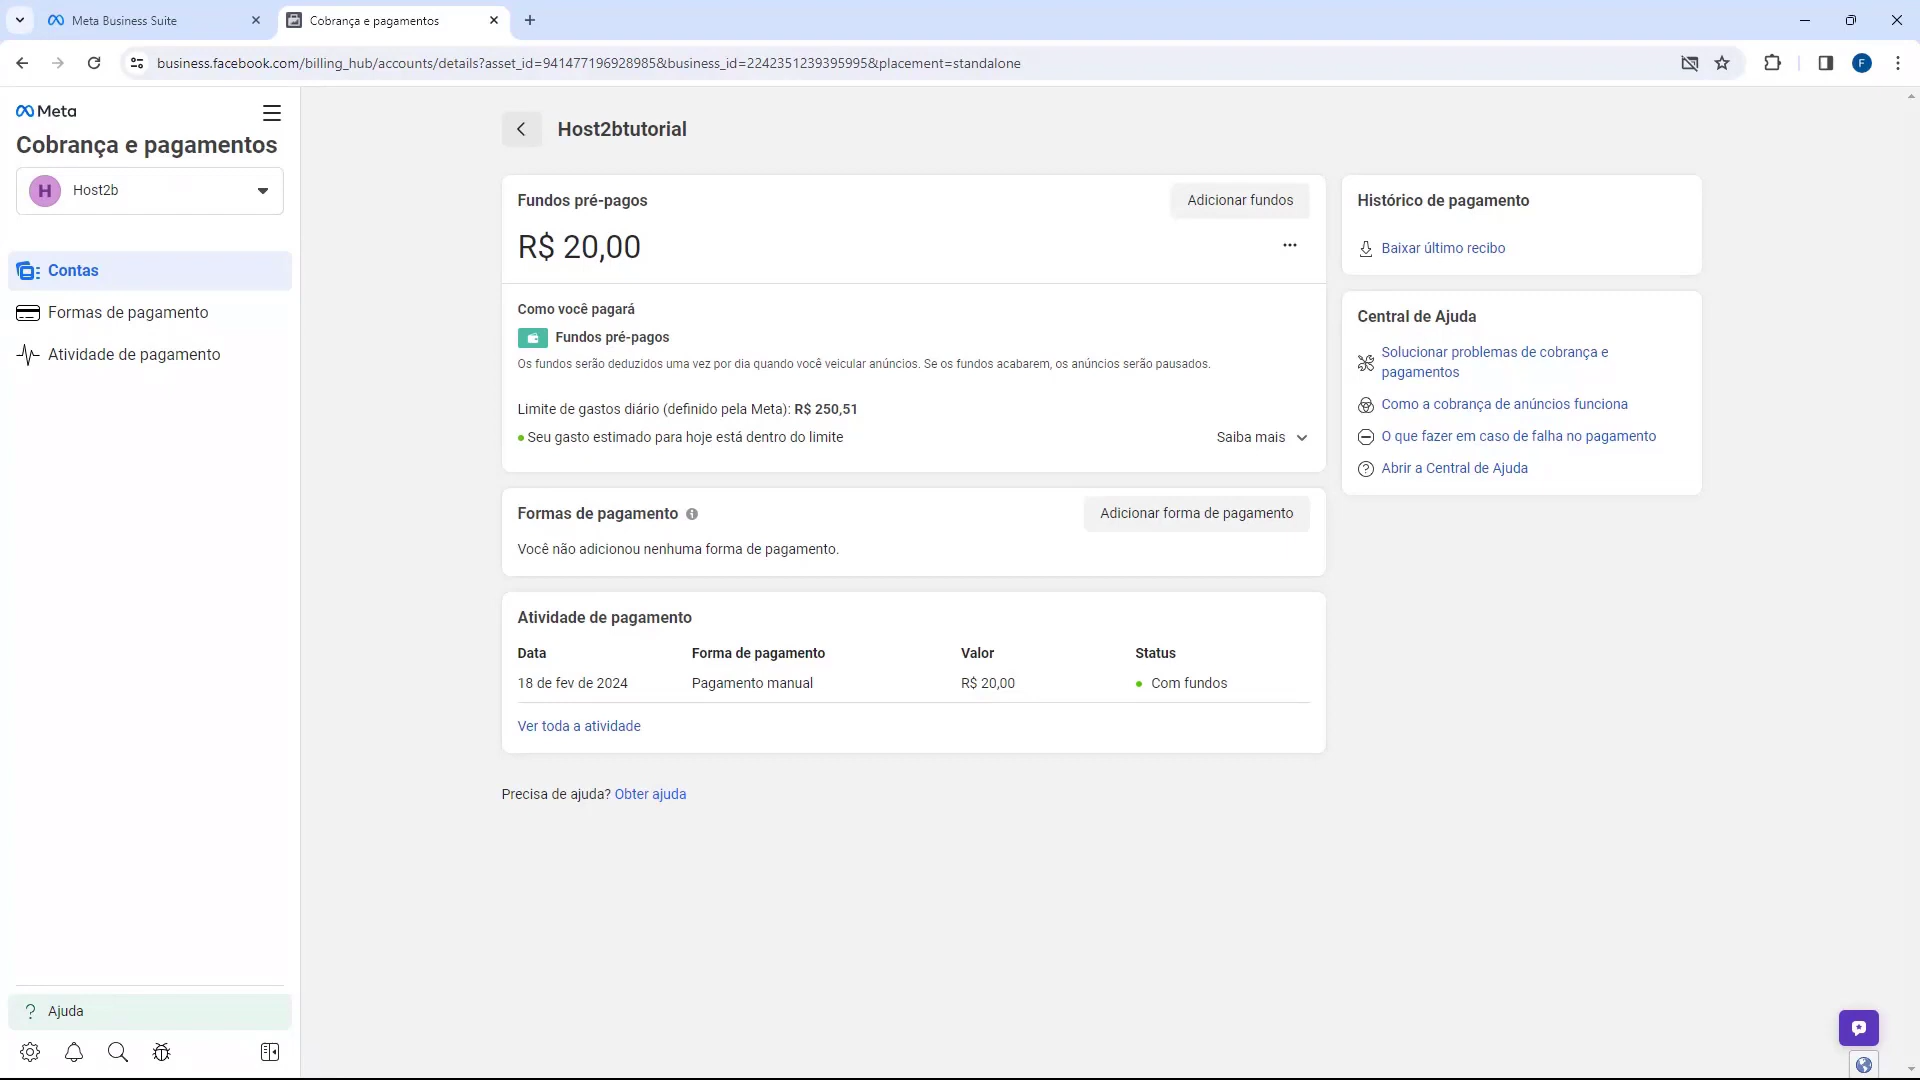 Meta Business Suite
Cobrança e pagamentos
business.facebook.com/billing_hub/accounts/details?asset_id=941477196928985&business_id=2242351239395995&placement=standalone
F
Meta
Cobrança e pagamentos
H Host2b
Contas
Formas de pagamento
Atividade de pagamento
Host2btutorial
Fundos pré-pagos
Adicionar fundos
R$ 20,00
Como você pagará
Fundos pré-pagos
Os fundos serão deduzidos uma vez por dia quando você veicular anúncios. Se os fundos acabarem, os anúncios serão pausados.
Limite de gastos diário (definido pela Meta): R$ 250,51
Seu gasto estimado para hoje está dentro do limite
Saiba mais
Formas de pagamento
Adicionar forma de pagamento
Você não adicionou nenhuma forma de pagamento.
Atividade de pagamento
Data Forma de pagamento Valor Status
18 de fev de 2024 Pagamento manual R$ 20,00 Com fundos
Ver toda a atividade
Precisa de ajuda? Obter ajuda
Histórico de pagamento
Baixar último recibo
Central de Ajuda
Solucionar problemas de cobrança e
pagamentos
Como a cobrança de anúncios funciona
O que fazer em caso de falha no pagamento
Abrir a Central de Ajuda
? Ajuda